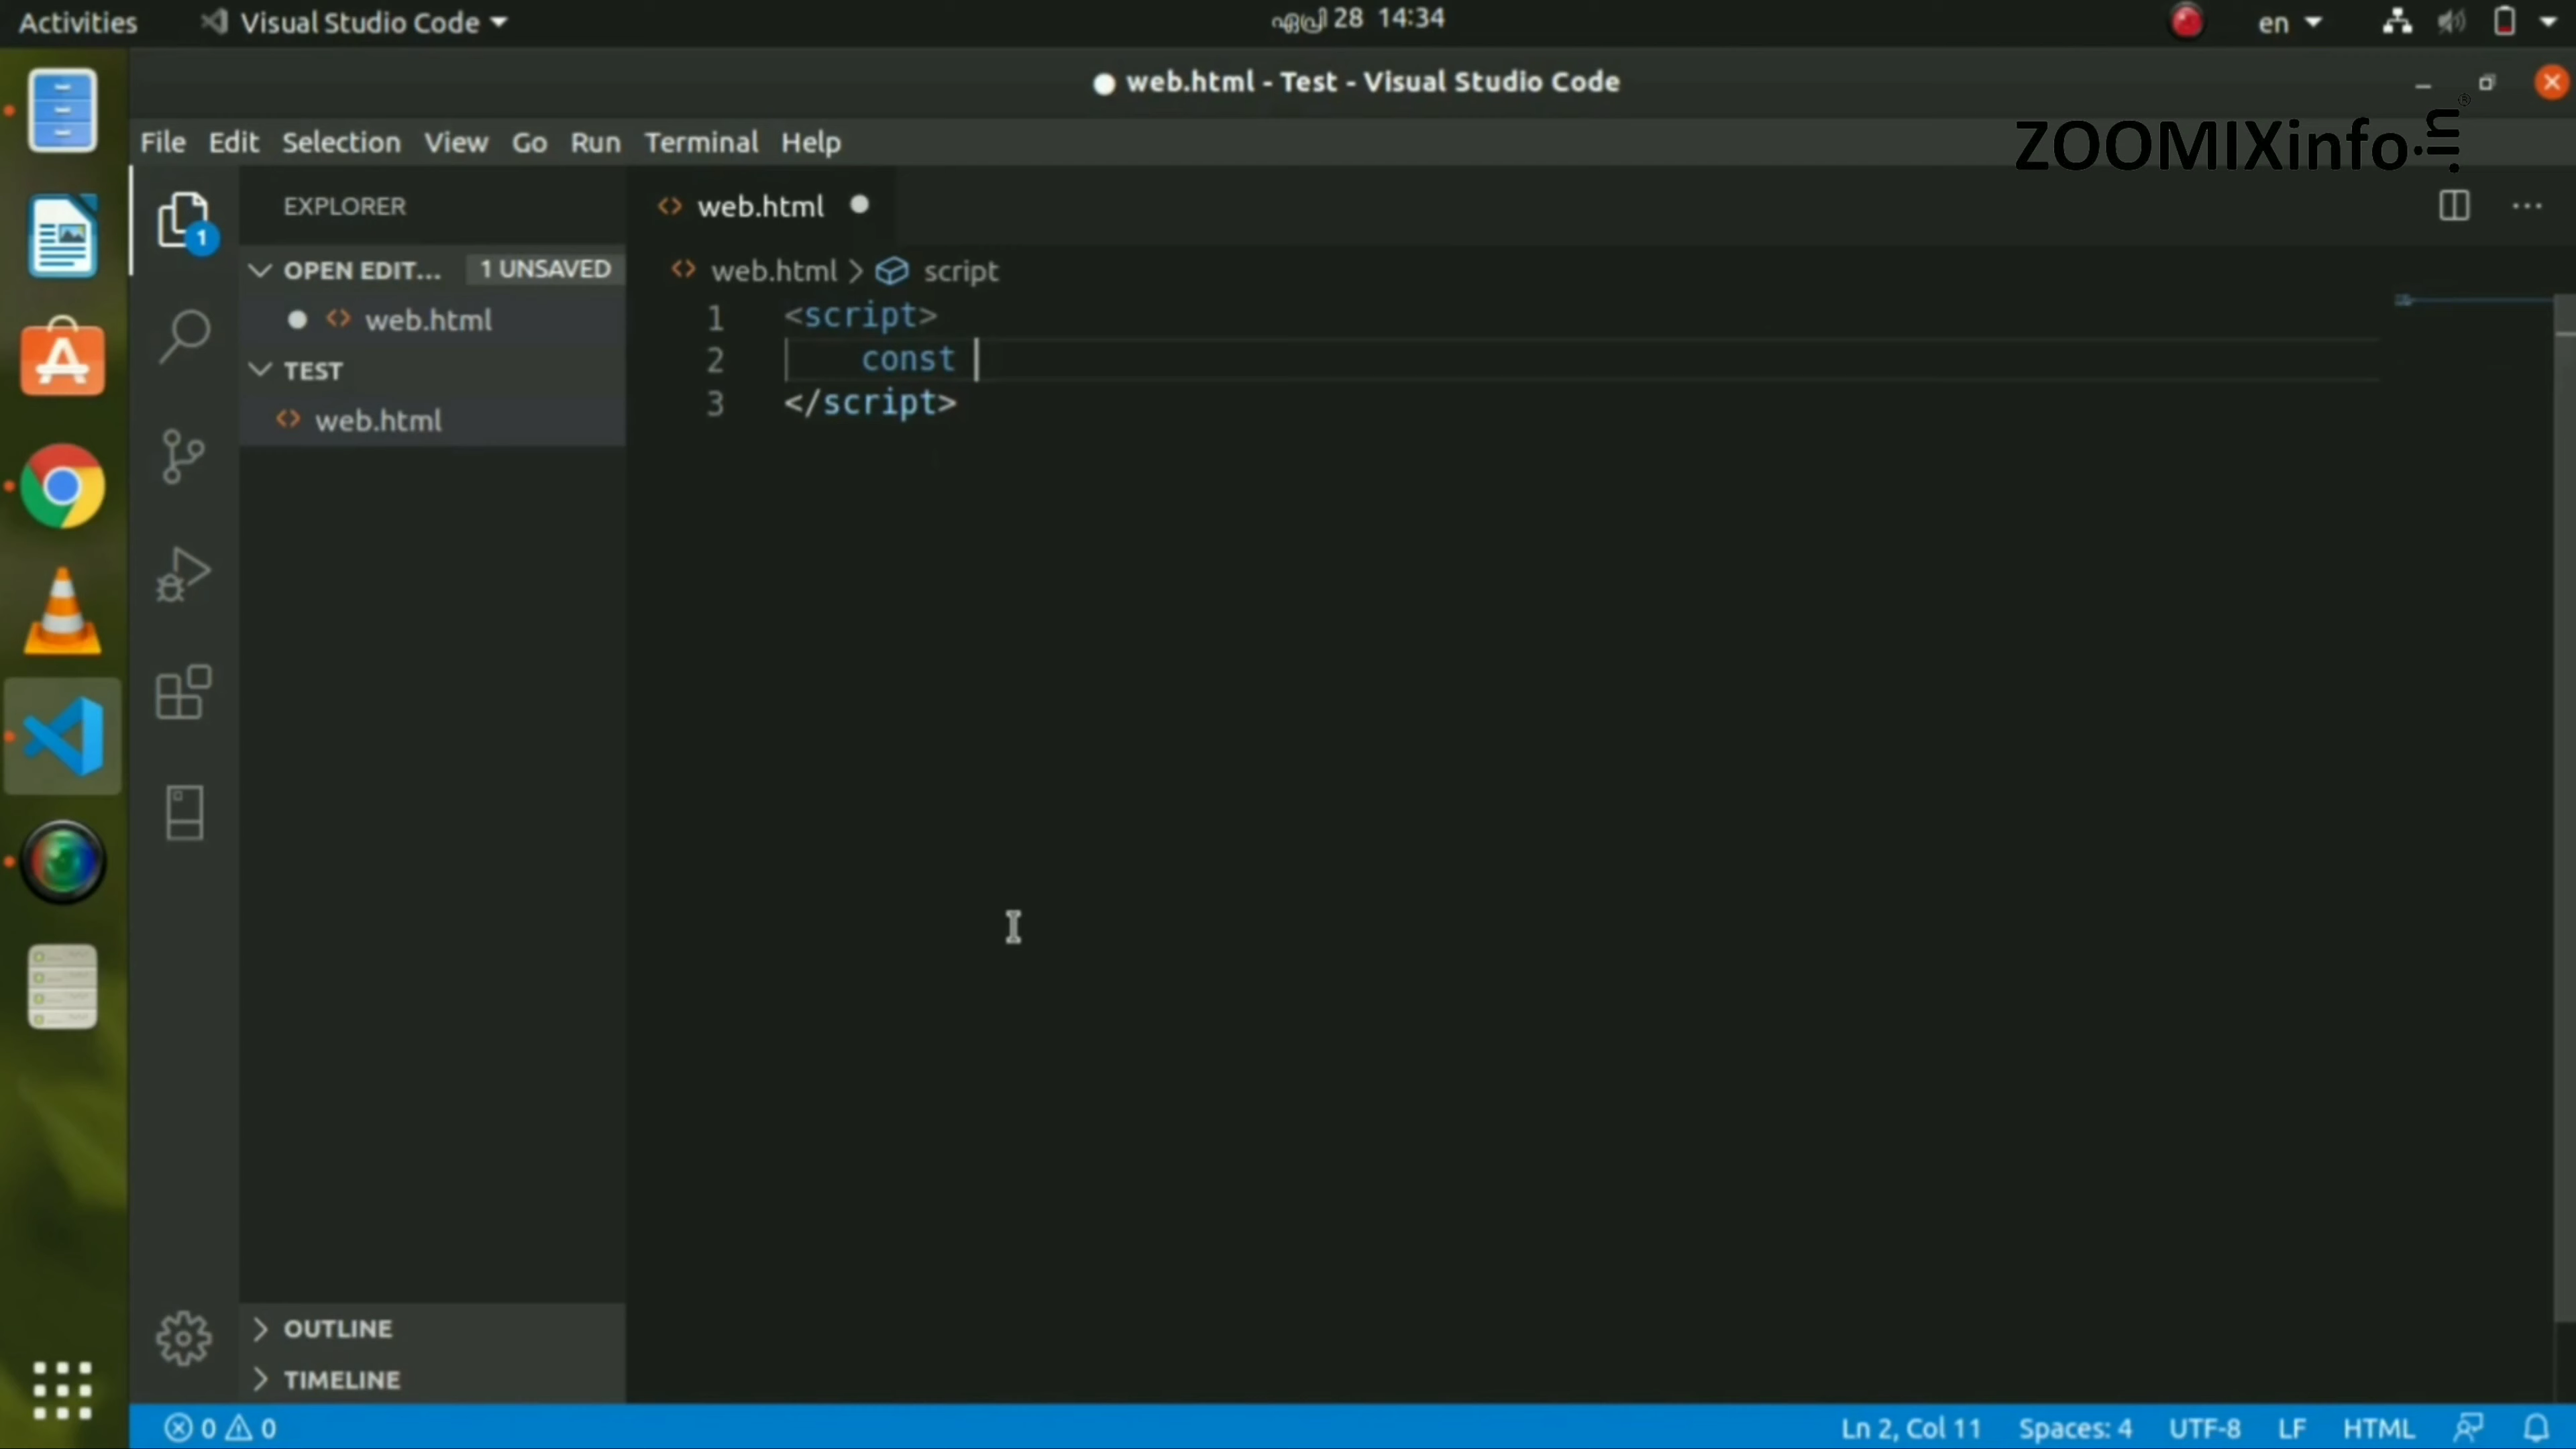 Activities Visual Studio Code ഏപ്രി 28 14:34 en
web.html - Test - Visual Studio Code
ZOOMIXinfo.in®
File Edit Selection View Go Run Terminal Help
EXPLORER
1
OPEN EDIT... 1 UNSAVED
web.html
TEST
web.html
OUTLINE
TIMELINE
web.html
web.html > script
1 <script>
2 const
3 </script>
0 0 Ln 2, Col 11 Spaces: 4 UTF-8 LF HTML